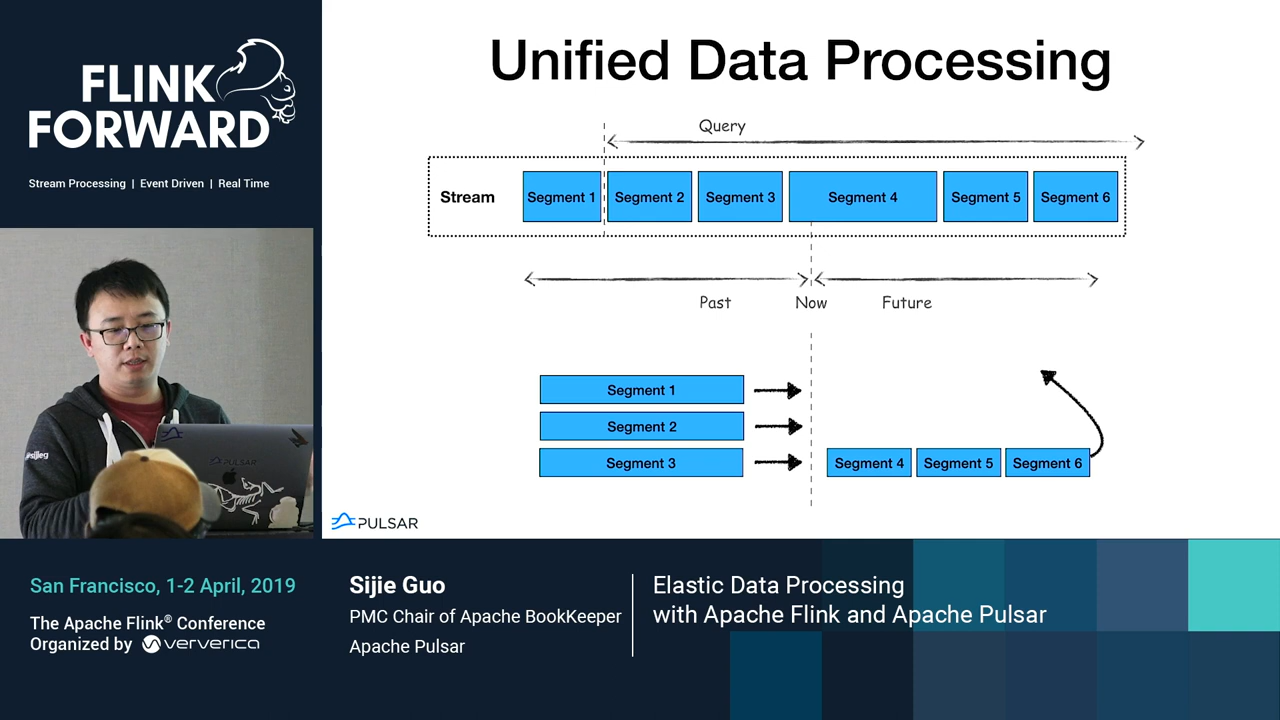 FLINK
FORWARD
Stream Processing | Event Driven | Real Time
Unified Data Processing
Query
Stream
Segment 1
Segment 2
Segment 3
Segment 4
Segment 5
Segment 6
Past
Now
Future
Segment 1
Segment 2
Segment 3
Segment 4
Segment 5
Segment 6
PULSAR
#sijieg
PULSAR
San Francisco, 1-2 April, 2019
The Apache Flink® Conference
Organized by ververica
Sijie Guo
PMC Chair of Apache BookKeeper
Apache Pulsar
Elastic Data Processing
with Apache Flink and Apache Pulsar